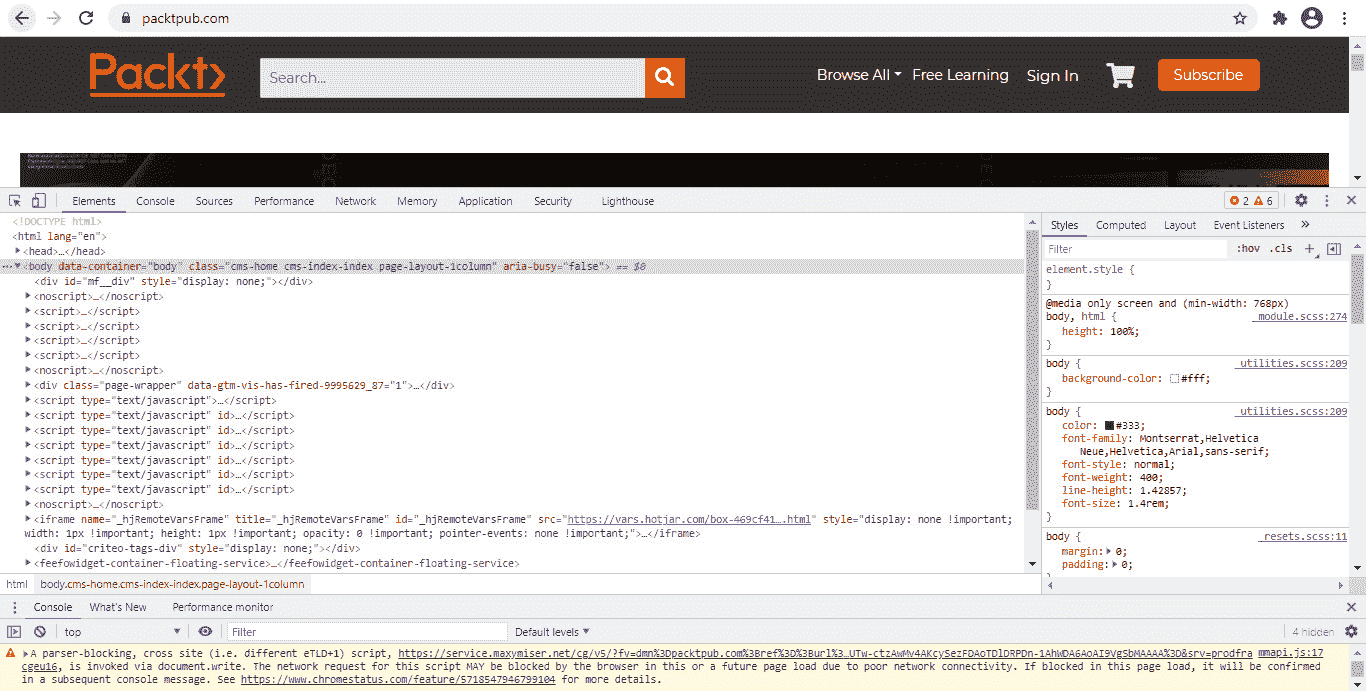 packtpub.com
Packt>
Search...
Browse All
Free Learning
Sign In
Subscribe
Elements Console Sources Performance Network Memory Application Security Lighthouse
2 6
<!DOCTYPE html>
<html lang="en">
<head>…</head>
<body data-container="body" class="cms-home cms-index-index page-layout-1column" aria-busy="false"> == $0
<div id="mf__div" style="display: none;"></div>
<noscript>…</noscript>
<script>…</script>
<script>…</script>
<script>…</script>
<script>…</script>
<noscript>…</noscript>
<div class="page-wrapper" data-gtm-vis-has-fired-9995629_87="1">…</div>
<script type="text/javascript">…</script>
<script type="text/javascript" id>…</script>
<script type="text/javascript" id>…</script>
<script type="text/javascript" id>…</script>
<script type="text/javascript" id>…</script>
<script type="text/javascript" id>…</script>
<script type="text/javascript" id>…</script>
<noscript>…</noscript>
<iframe name="_hjRemoteVarsFrame" title="_hjRemoteVarsFrame" id="_hjRemoteVarsFrame" src="https://vars.hotjar.com/box-469cf41….html" style="display: none !important;
width: 1px !important; height: 1px !important; opacity: 0 !important; pointer-events: none !important;">…</iframe>
<div id="criteo-tags-div" style="display: none;"></div>
<feefowidget-container-floating-service>…</feefowidget-container-floating-service>
html body.cms-home.cms-index-index.page-layout-1column
Styles Computed Layout Event Listeners »
Filter :hov .cls +
element.style {
}
@media only screen and (min-width: 768px)
body, html { _module.scss:274
height: 100%;
}
body { _utilities.scss:209
background-color: #fff;
}
body { _utilities.scss:209
color: #333;
font-family: Montserrat,Helvetica
Neue,Helvetica,Arial,sans-serif;
font-style: normal;
font-weight: 400;
line-height: 1.42857;
font-size: 1.4rem;
}
body { _resets.scss:11
margin: 0;
padding: 0;
}
Console What's New Performance monitor
top Filter Default levels 4 hidden
A parser-blocking, cross site (i.e. different eTLD+1) script, https://service.maxymiser.net/cg/v5/?fv=dmn%3Dpacktpub.com%3Bref%3D%3Burl%3…UTw-ctzAwMv4AKcySezFDAoTDlDRPDn-1AhWDA6AoAI9VgSbMAAAA%3D&srv=prodfra mmapi.js:17
cgeu16, is invoked via document.write. The network request for this script MAY be blocked by the browser in this or a future page load due to poor network connectivity. If blocked in this page load, it will be confirmed
in a subsequent console message. See https://www.chromestatus.com/feature/5718547946799104 for more details.